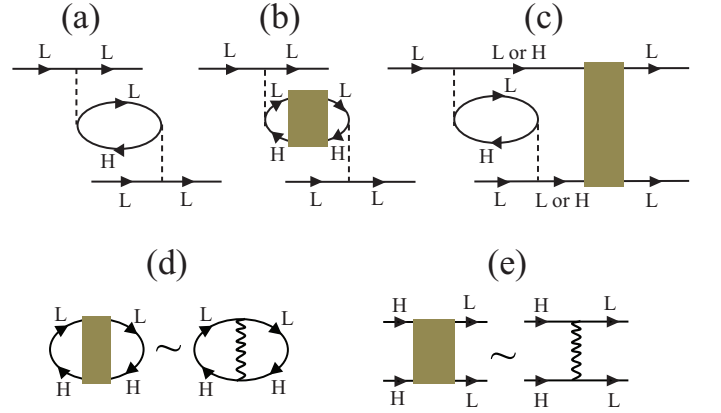 (a) (b) (c)
L L L L L L or H L
L L L L
H H H H
L L L L L L or H L
(d) (e)
L L L L H L H L
~ ~
H H H H H L H L